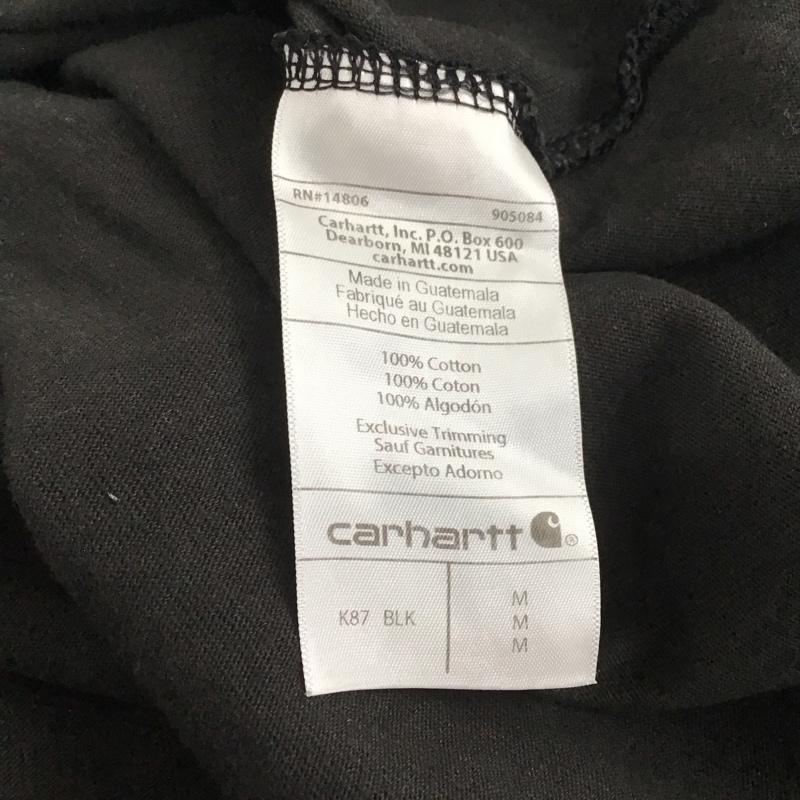 RN#14806 905084
Carhartt, Inc. P.O. Box 600
Dearborn, MI 48121 USA
carhartt.com
Made in Guatemala
Fabriqué au Guatemala
Hecho en Guatemala
100% Cotton
100% Coton
100% Algodón
Exclusive Trimming
Sauf Garnitures
Excepto Adorno
carhartt ®
K87 BLK
M
M
M